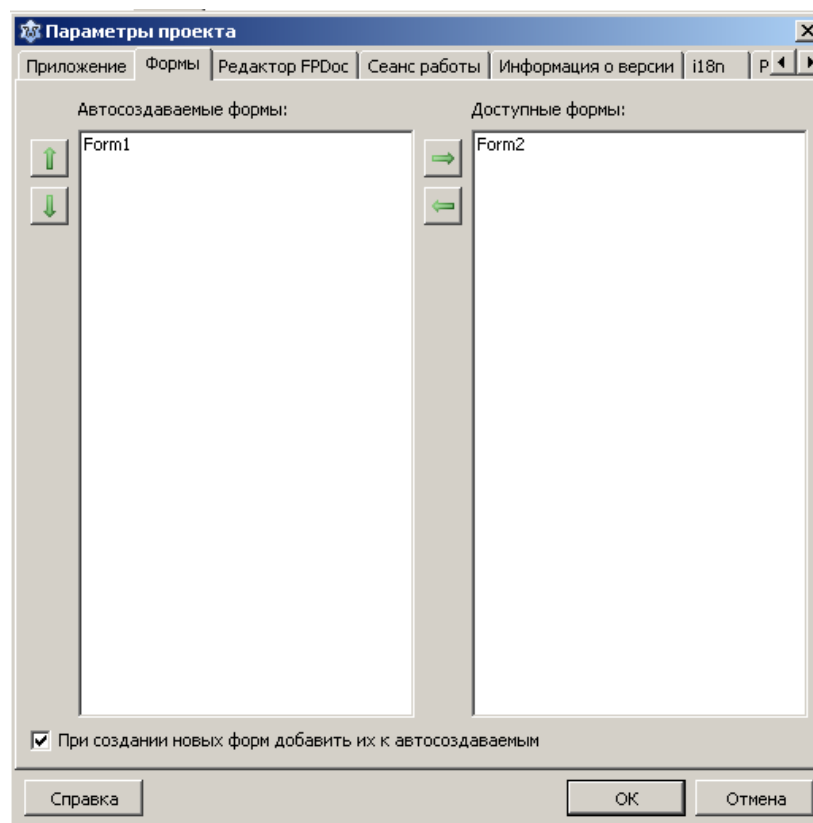 Параметры проекта
Приложение Формы Редактор FPDoc Сеанс работы Информация о версии i18n Р
Автосоздаваемые формы: Доступные формы:
Form1 Form2
При создании новых форм добавить их к автосоздаваемым
Справка OK Отмена